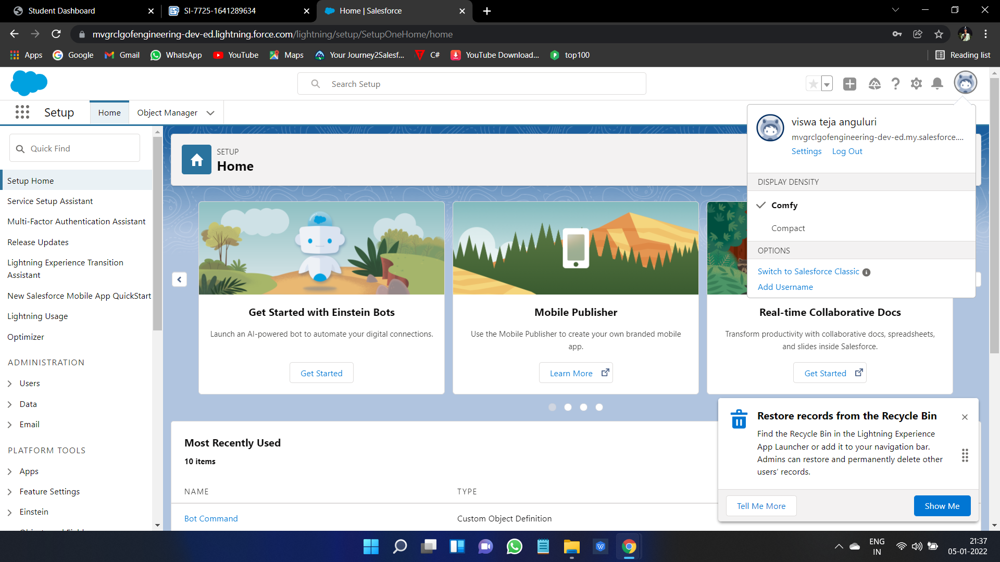 Student Dashboard
SI-7725-1641289634
Home | Salesforce
mvgrclgofengineering-dev-ed.lightning.force.com/lightning/setup/SetupOneHome/home
Apps
Google
Gmail
WhatsApp
YouTube
Maps
Your Journey2Salesf...
C#
YouTube Download...
top100
Reading list
Search Setup
Setup
Home
Object Manager
viswa teja anguluri
mvgrclgofengineering-dev-ed.my.salesforce....
Settings
Log Out
DISPLAY DENSITY
Comfy
Compact
OPTIONS
Switch to Salesforce Classic
Add Username
Quick Find
Setup Home
Service Setup Assistant
Multi-Factor Authentication Assistant
Release Updates
Lightning Experience Transition
Assistant
New Salesforce Mobile App QuickStart
Lightning Usage
Optimizer
ADMINISTRATION
Users
Data
Email
PLATFORM TOOLS
Apps
Feature Settings
Einstein
SETUP
Home
Get Started with Einstein Bots
Launch an AI-powered bot to automate your digital connections.
Get Started
Mobile Publisher
Use the Mobile Publisher to create your own branded mobile
app.
Learn More
Real-time Collaborative Docs
Transform productivity with collaborative docs, spreadsheets,
and slides inside Salesforce.
Get Started
Most Recently Used
10 items
NAME
TYPE
Bot Command
Custom Object Definition
Restore records from the Recycle Bin
Find the Recycle Bin in the Lightning Experience
App Launcher or add it to your navigation bar.
Admins can restore and permanently delete other
users' records.
Tell Me More
Show Me
ENG
IN
21:37
05-01-2022